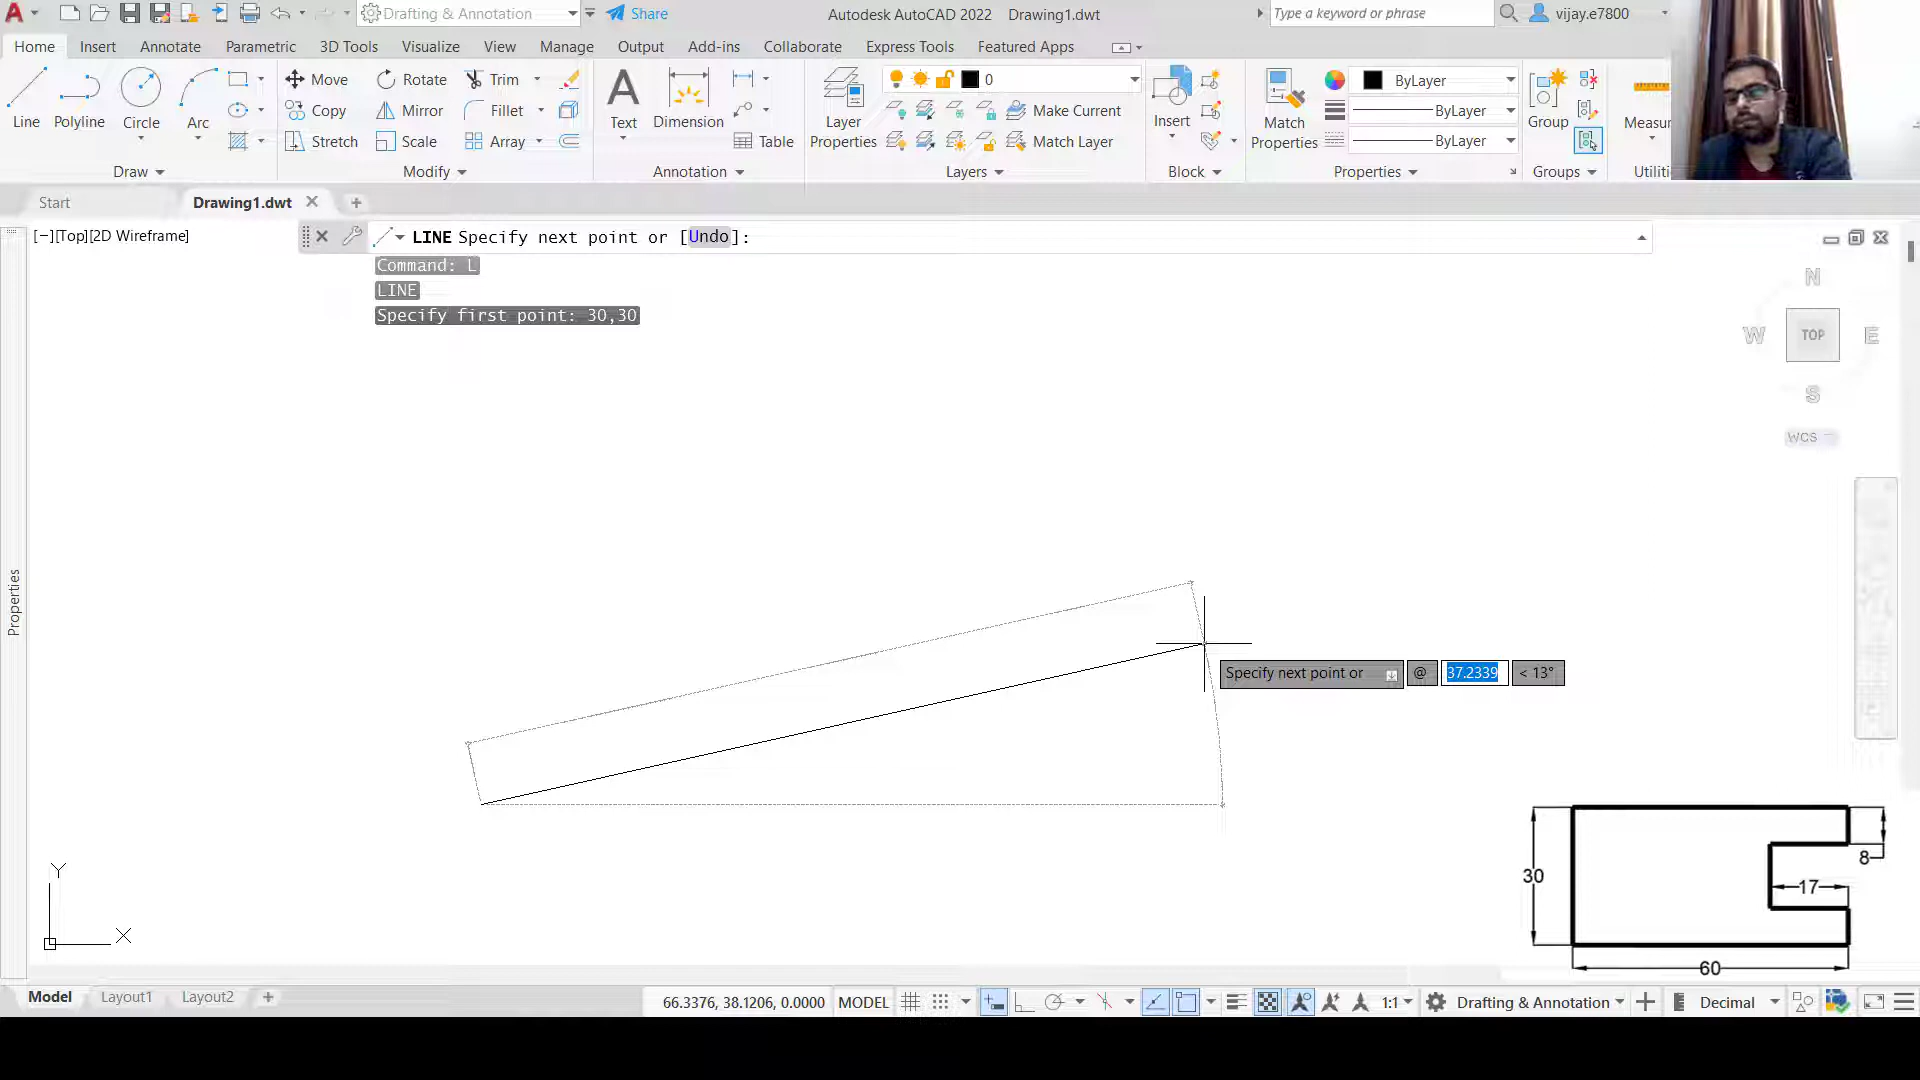 Drafting & Annotation
Share
Autodesk AutoCAD 2022 Drawing1.dwt
Type a keyword or phrase
vijay.e7800
Home Insert Annotate Parametric 3D Tools Visualize View Manage Output Add-ins Collaborate Express Tools Featured Apps
Line Polyline Circle Arc
Move Rotate Trim
Copy Mirror Fillet
Stretch Scale Array
Text Dimension Table
Layer Properties
0
Make Current
Match Layer
Insert
Match Properties
ByLayer
ByLayer
ByLayer
Group
Measur
Draw Modify Annotation Layers Block Properties Groups Utiliti
Start Drawing1.dwt
[−][Top][2D Wireframe]
LINE Specify next point or [Undo]:
Command: L
LINE
Specify first point: 30,30
N
W TOP E
S
WCS
Properties
Specify next point or @ 37.2339 < 13°
Y
X
30
8
17
60
Model Layout1 Layout2
66.3376, 38.1206, 0.0000 MODEL 1:1 Drafting & Annotation Decimal